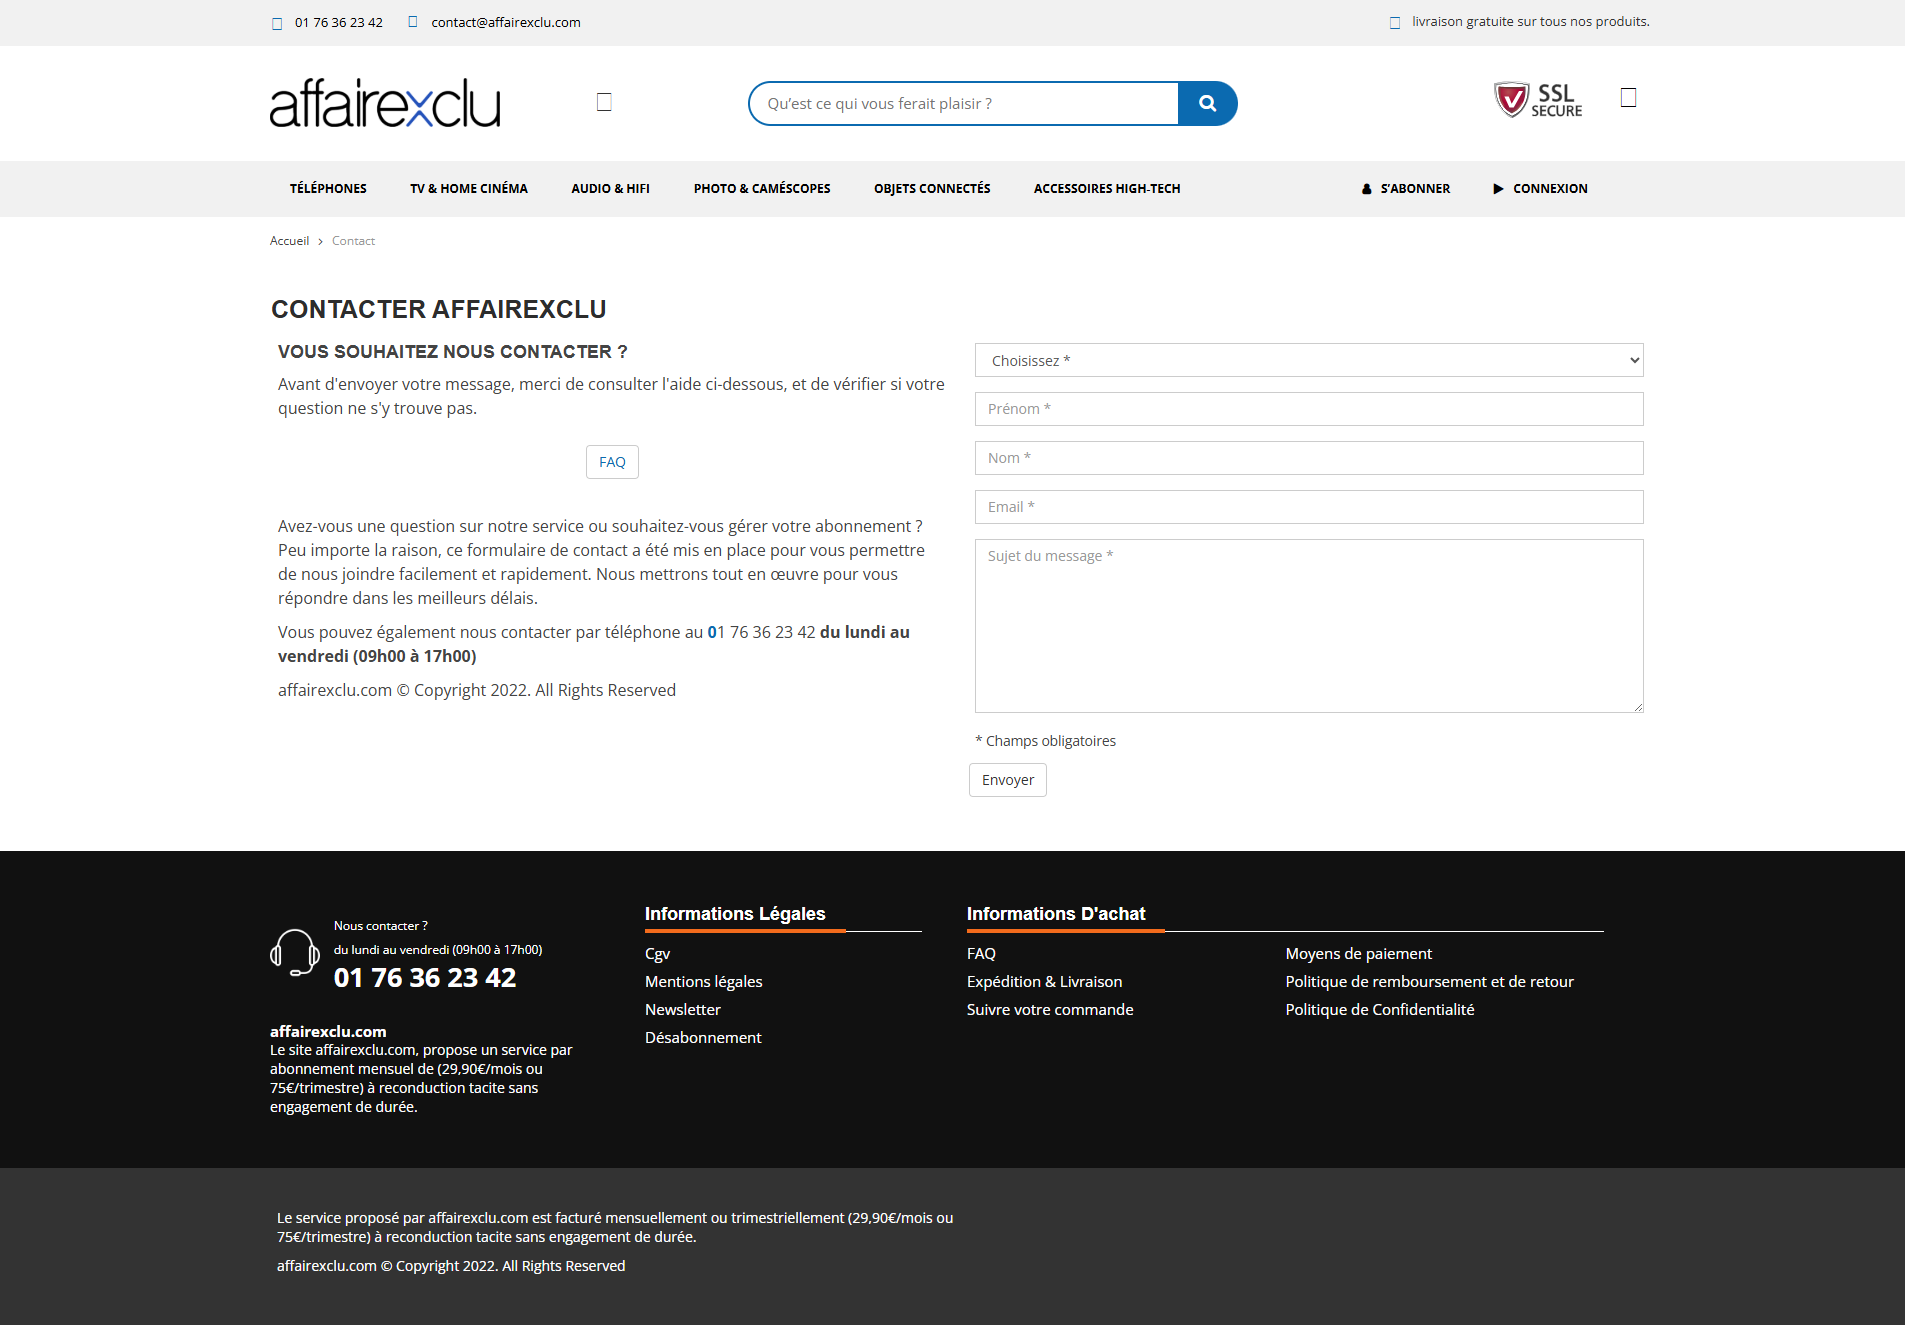 01 76 36 23 42 contact@affairexclu.com livraison gratuite sur tous nos produits.
affairexclu Qu’est ce qui vous ferait plaisir ? SSL
SECURE
TÉLÉPHONES TV & HOME CINÉMA AUDIO & HIFI PHOTO & CAMÉSCOPES OBJETS CONNECTÉS ACCESSOIRES HIGH-TECH S’ABONNER CONNEXION
Accueil > Contact
CONTACTER AFFAIREXCLU
VOUS SOUHAITEZ NOUS CONTACTER ?
Avant d'envoyer votre message, merci de consulter l'aide ci-dessous, et de vérifier si votre
question ne s'y trouve pas.
FAQ
Avez-vous une question sur notre service ou souhaitez-vous gérer votre abonnement ?
Peu importe la raison, ce formulaire de contact a été mis en place pour vous permettre
de nous joindre facilement et rapidement. Nous mettrons tout en œuvre pour vous
répondre dans les meilleurs délais.
Vous pouvez également nous contacter par téléphone au 01 76 36 23 42 du lundi au
vendredi (09h00 à 17h00)
affairexclu.com © Copyright 2022. All Rights Reserved
Choisissez *
Prénom *
Nom *
Email *
Sujet du message *
* Champs obligatoires
Envoyer
Nous contacter ?
du lundi au vendredi (09h00 à 17h00)
01 76 36 23 42
affairexclu.com
Le site affairexclu.com, propose un service par
abonnement mensuel de (29,90€/mois ou
75€/trimestre) à reconduction tacite sans
engagement de durée.
Informations Légales
Cgv
Mentions légales
Newsletter
Désabonnement
Informations D'achat
FAQ
Expédition & Livraison
Suivre votre commande
Moyens de paiement
Politique de remboursement et de retour
Politique de Confidentialité
Le service proposé par affairexclu.com est facturé mensuellement ou trimestriellement (29,90€/mois ou
75€/trimestre) à reconduction tacite sans engagement de durée.
affairexclu.com © Copyright 2022. All Rights Reserved